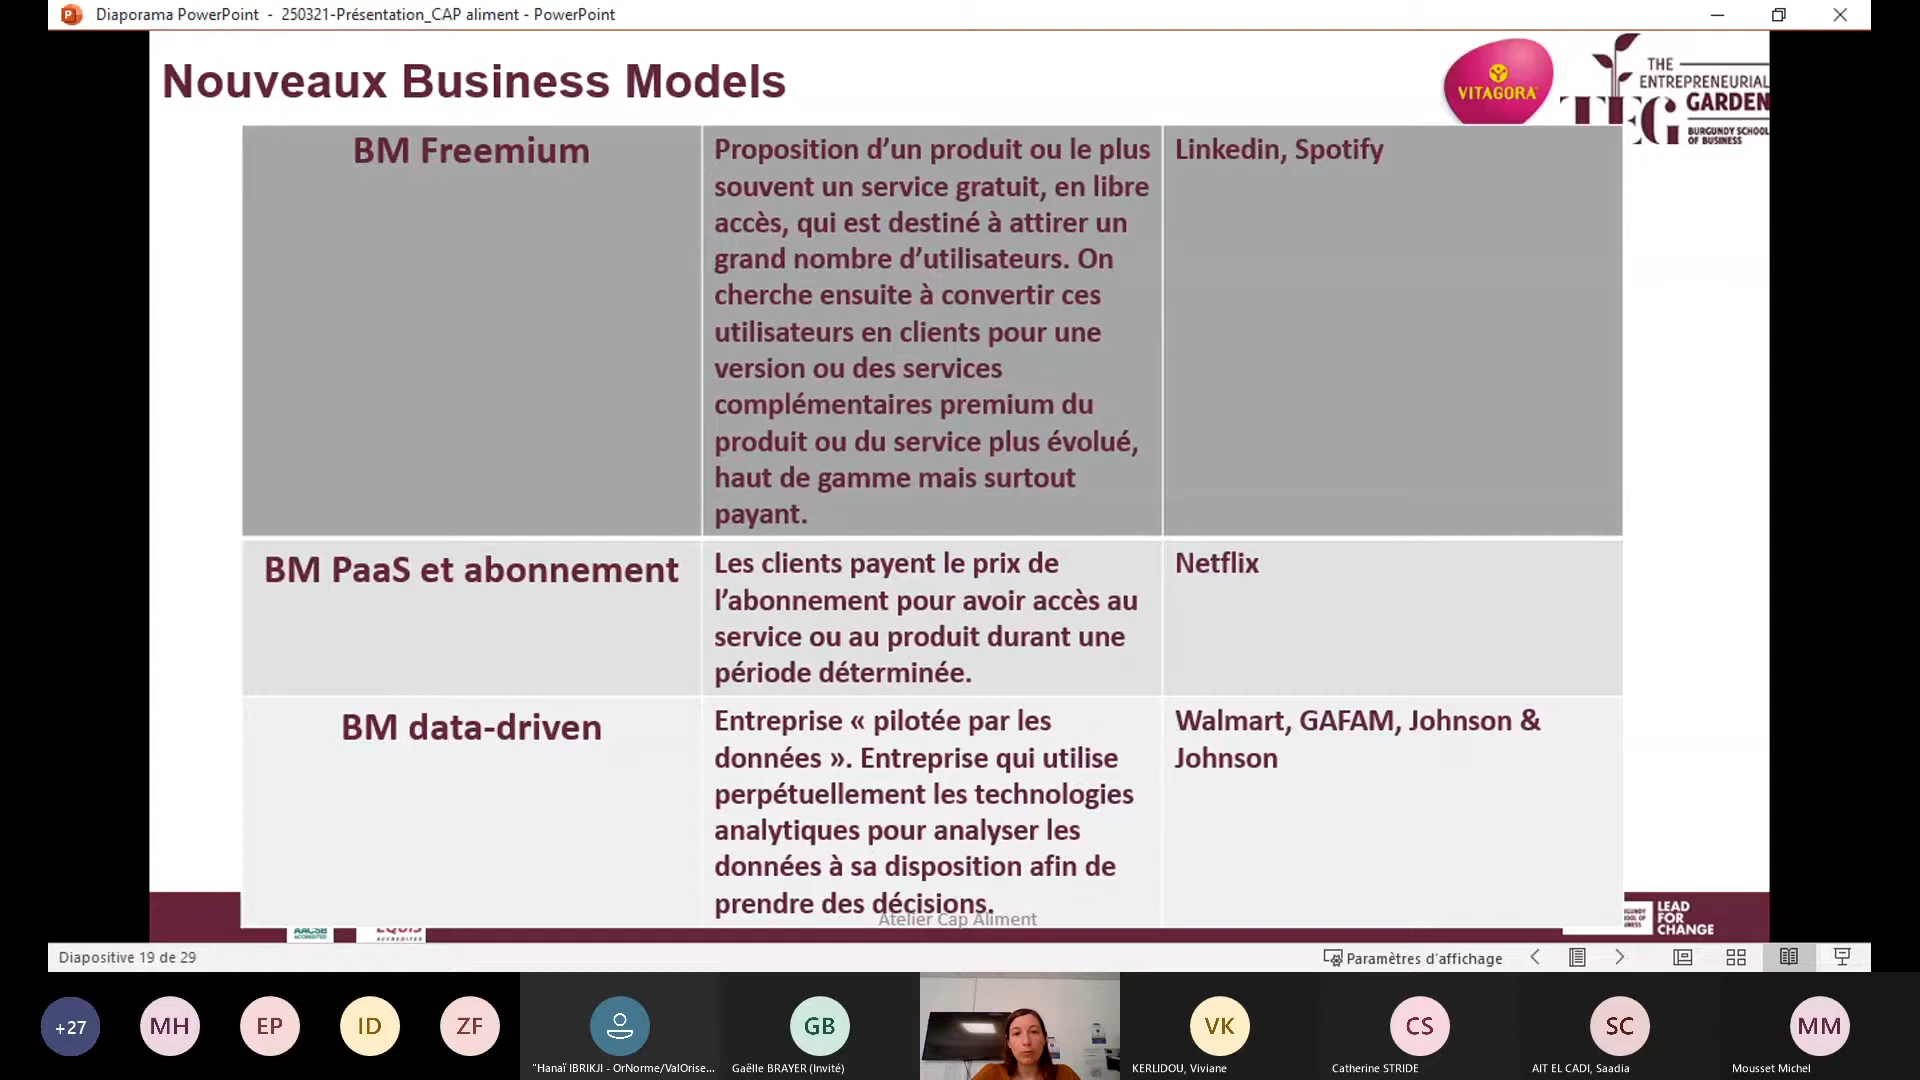 Diaporama PowerPoint - 250321-Présentation_CAP aliment - PowerPoint
Nouveaux Business Models
VITAGORA
THE
ENTREPRENEURIAL
GARDEN
TEG
BURGUNDY SCHOOL
OF BUSINESS
BM Freemium
Proposition d’un produit ou le plus
souvent un service gratuit, en libre
accès, qui est destiné à attirer un
grand nombre d’utilisateurs. On
cherche ensuite à convertir ces
utilisateurs en clients pour une
version ou des services
complémentaires premium du
produit ou du service plus évolué,
haut de gamme mais surtout
payant.
Linkedin, Spotify
BM PaaS et abonnement
Les clients payent le prix de
l’abonnement pour avoir accès au
service ou au produit durant une
période déterminée.
Netflix
BM data-driven
Entreprise « pilotée par les
données ». Entreprise qui utilise
perpétuellement les technologies
analytiques pour analyser les
données à sa disposition afin de
prendre des décisions.
Walmart, GAFAM, Johnson &
Johnson
Atelier Cap Aliment
AACSB
ACCREDITED
EQUIS
ACCREDITED
LEAD
FOR
CHANGE
Diapositive 19 de 29
Paramètres d’affichage
+27
MH
EP
ID
ZF
GB
VK
CS
SC
MM
"Hanaï IBRIKJI - OrNorme/ValOrise...
Gaëlle BRAYER (Invité)
KERLIDOU, Viviane
Catherine STRIDE
AIT EL CADI, Saadia
Mousset Michel